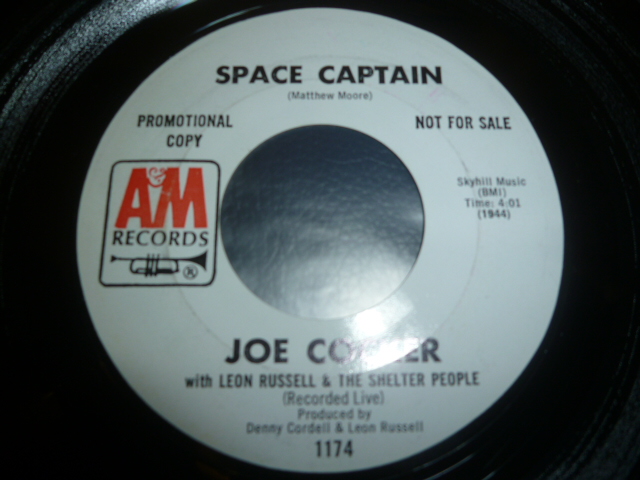 SPACE CAPTAIN
(Matthew Moore)
PROMOTIONAL
COPY
NOT FOR SALE
A&M
RECORDS
®
Skyhill Music
(BMI)
Time: 4:01
(1944)
JOE COCKER
with LEON RUSSELL & THE SHELTER PEOPLE
(Recorded Live)
Produced by
Denny Cordell & Leon Russell
1174